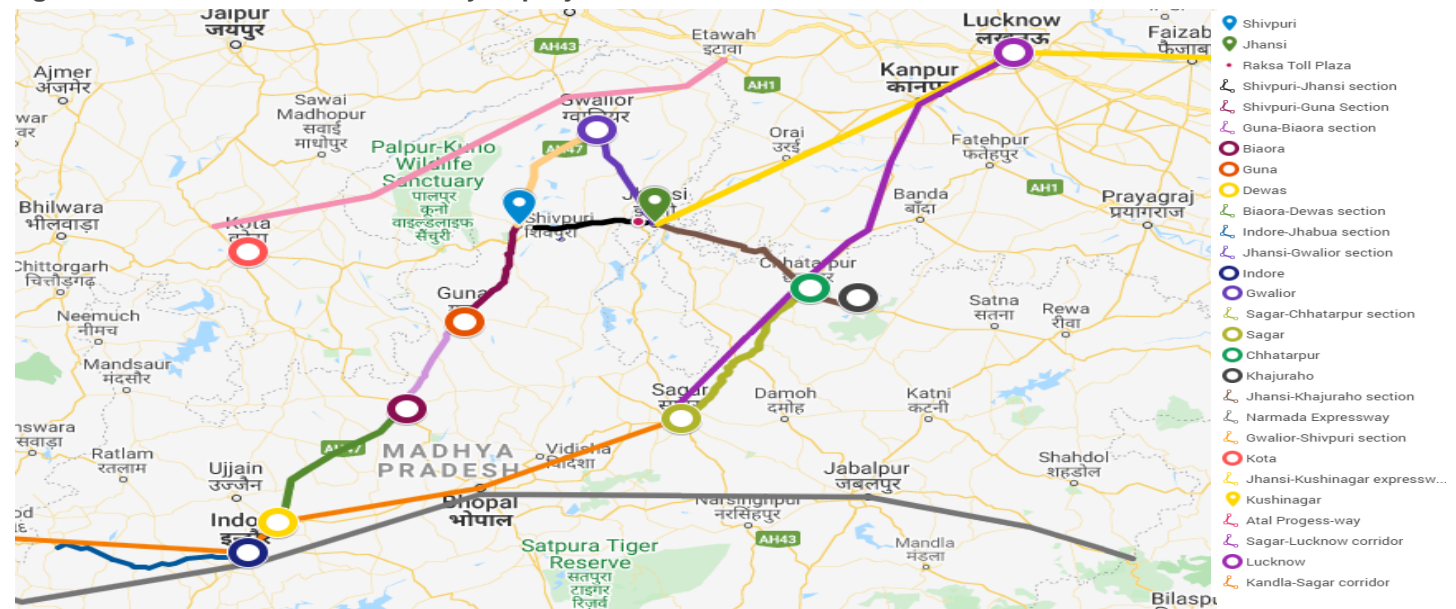 Jaipur
जयपुर
Ajmer
अजमेर
Sawai
Madhopur
सवाई
माधोपुर
Etawah
इटावा
AH43
AH1
Lucknow
Kanpur
Gwalior
Orai
उरई
Fatehpur
फतेहपुर
Palpur-Kuno
Wildlife
Sanctuary
पालपुर
कूनो
वाइल्डलाइफ
सैंचुरी
AH47
Banda
बाँदा
AH1
Prayagraj
प्रयागराज
Bhilwara
भीलवाड़ा
Kota
Shivpuri
शिवपुरी
Chittorgarh
चित्तौड़गढ़
Chhatarpur
Guna
Neemuch
नीमच
Satna
सतना
Rewa
रीवा
Mandsaur
मंदसौर
Sagar
Damoh
दमोह
Katni
कटनी
AH47
MADHYA
PRADESH
Vidisha
विदिशा
Ratlam
रतलाम
Ujjain
उज्जैन
Jabalpur
जबलपुर
Shahdol
शहडोल
Bhopal
भोपाल
Narsinghpur
नरसिंहपुर
AH43
Mandla
मंडला
Satpura Tiger
Reserve
सतपुरा
टाइगर
रिज़र्व
Shivpuri
Jhansi
Raksa Toll Plaza
Shivpuri-Jhansi section
Shivpuri-Guna Section
Guna-Biaora section
Biaora
Guna
Dewas
Biaora-Dewas section
Indore-Jhabua section
Jhansi-Gwalior section
Indore
Gwalior
Sagar-Chhatarpur section
Sagar
Chhatarpur
Khajuraho
Jhansi-Khajuraho section
Narmada Expressway
Gwalior-Shivpuri section
Kota
Jhansi-Kushinagar expressw...
Kushinagar
Atal Progess-way
Sagar-Lucknow corridor
Lucknow
Kandla-Sagar corridor